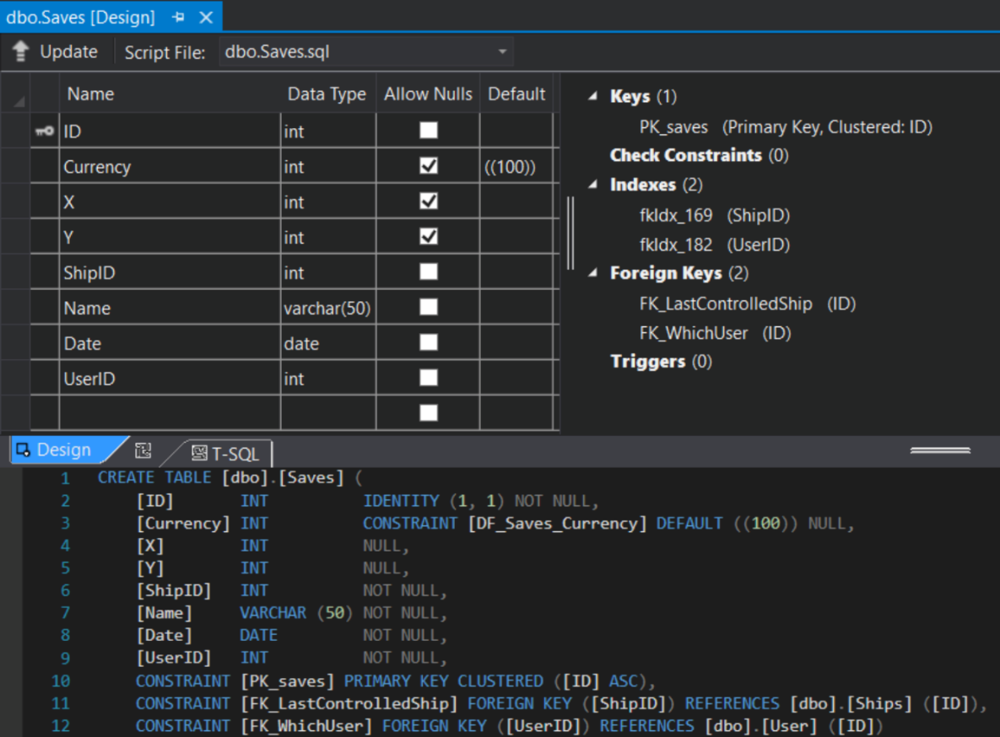 dbo.Saves [Design]
Update Script File: dbo.Saves.sql
Name Data Type Allow Nulls Default
ID int
Currency int ((100))
X int
Y int
ShipID int
Name varchar(50)
Date date
UserID int
Keys (1)
PK_saves (Primary Key, Clustered: ID)
Check Constraints (0)
Indexes (2)
fkIdx_169 (ShipID)
fkIdx_182 (UserID)
Foreign Keys (2)
FK_LastControlledShip (ID)
FK_WhichUser (ID)
Triggers (0)
Design T-SQL
1 CREATE TABLE [dbo].[Saves] (
2 [ID] INT IDENTITY (1, 1) NOT NULL,
3 [Currency] INT CONSTRAINT [DF_Saves_Currency] DEFAULT ((100)) NULL,
4 [X] INT NULL,
5 [Y] INT NULL,
6 [ShipID] INT NOT NULL,
7 [Name] VARCHAR (50) NOT NULL,
8 [Date] DATE NOT NULL,
9 [UserID] INT NOT NULL,
10 CONSTRAINT [PK_saves] PRIMARY KEY CLUSTERED ([ID] ASC),
11 CONSTRAINT [FK_LastControlledShip] FOREIGN KEY ([ShipID]) REFERENCES [dbo].[Ships] ([ID]),
12 CONSTRAINT [FK_WhichUser] FOREIGN KEY ([UserID]) REFERENCES [dbo].[User] ([ID])